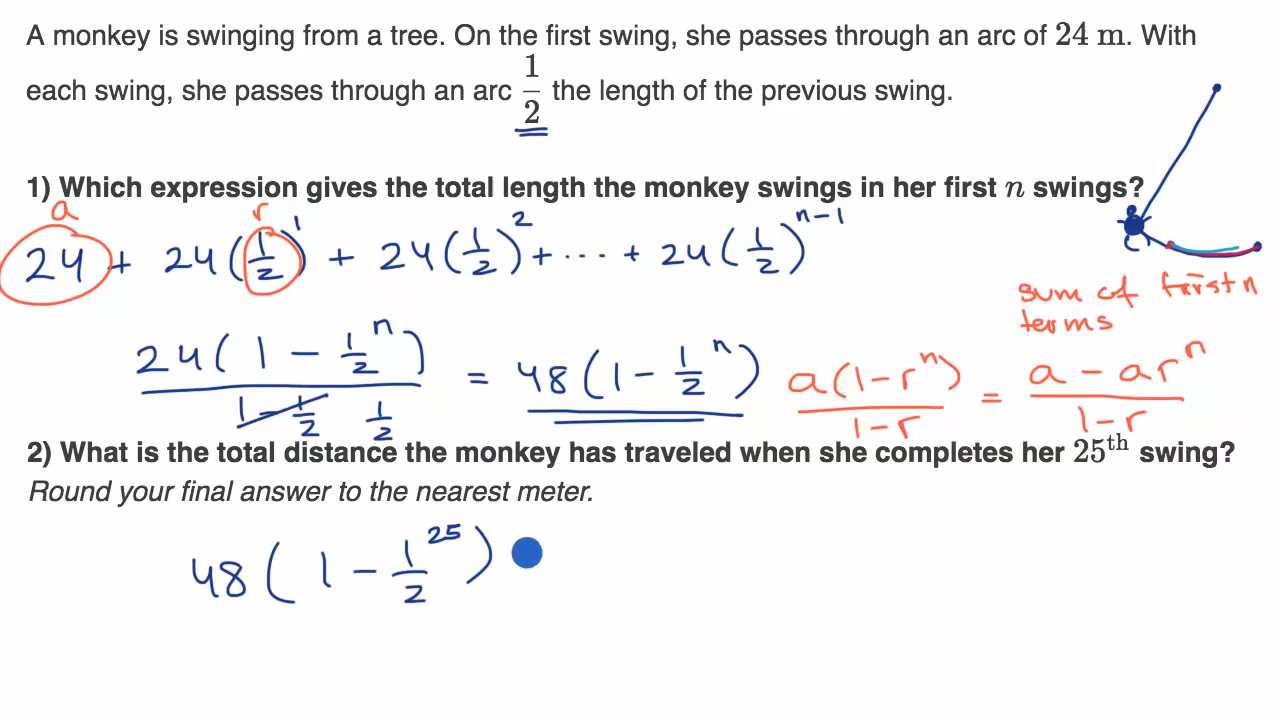 A monkey is swinging from a tree. On the first swing, she passes through an arc of 24 m. With
each swing, she passes through an arc 1/2 the length of the previous swing.
1) Which expression gives the total length the monkey swings in her first n swings?
a r
24 + 24(1/2)^1 + 24(1/2)^2 + ... + 24(1/2)^n-1
sum of first n
terms
24(1 - 1/2^n) / (1 - 1/2) 1/2 = 48(1 - 1/2^n)
a(1-r^n)/(1-r) = (a - ar^n)/(1-r)
2) What is the total distance the monkey has traveled when she completes her 25th swing?
Round your final answer to the nearest meter.
48(1 - 1/2^25)